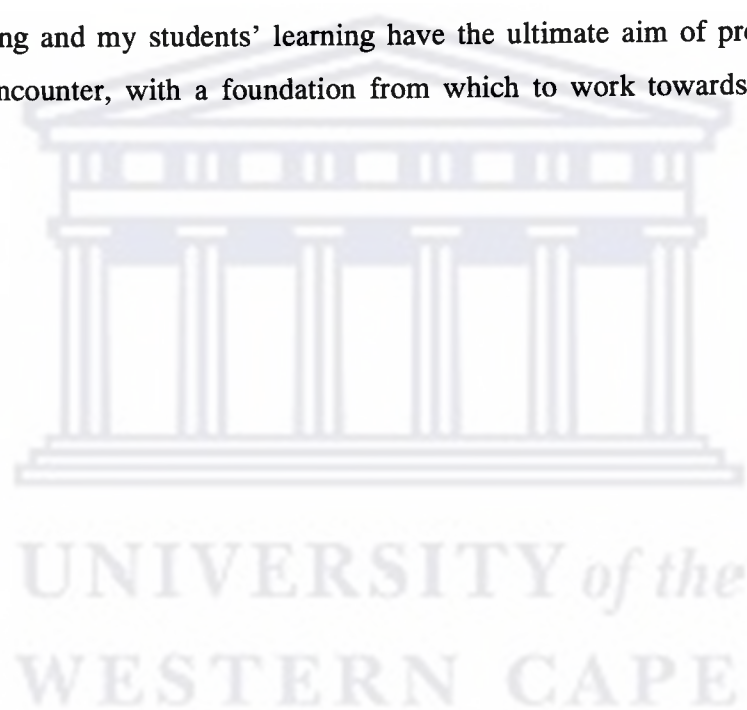 ng and my students’ learning have the ultimate aim of pr
ncounter, with a foundation from which to work towards
UNIVERSITY of the
WESTERN CAPE